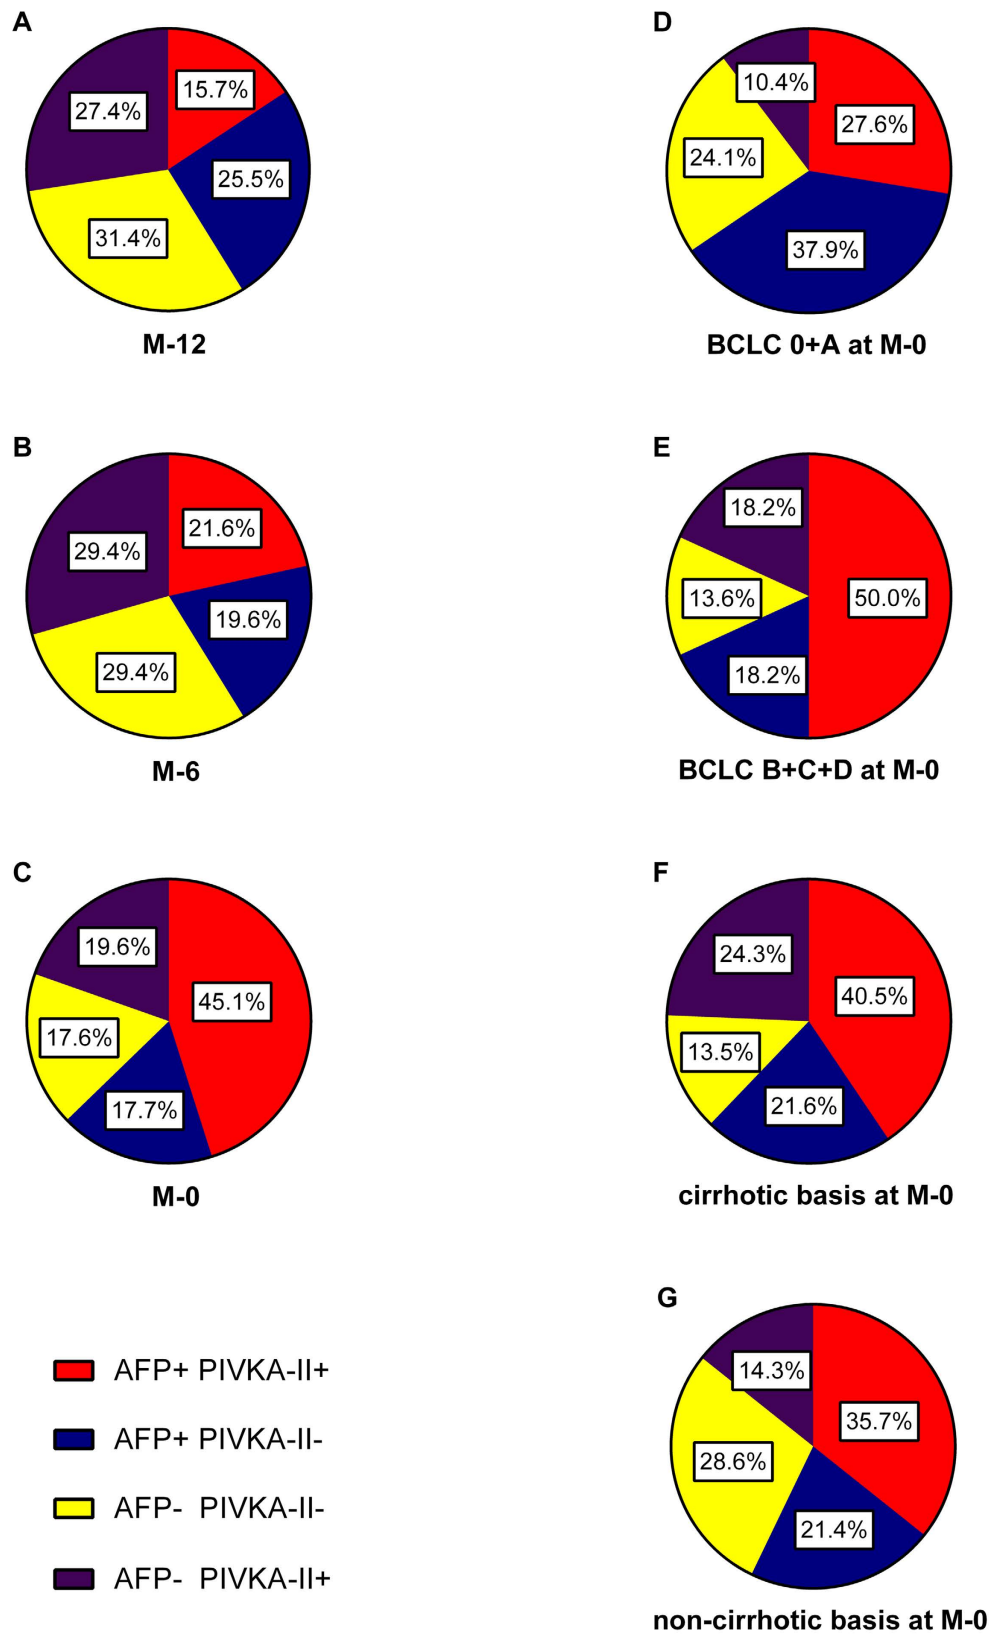 A
15.7%
27.4%
25.5%
31.4%
M-12
D
10.4%
27.6%
24.1%
37.9%
BCLC 0+A at M-0
B
21.6%
29.4%
19.6%
29.4%
M-6
E
18.2%
13.6%
50.0%
18.2%
BCLC B+C+D at M-0
C
19.6%
45.1%
17.6%
17.7%
M-0
F
24.3%
40.5%
13.5%
21.6%
cirrhotic basis at M-0
G
14.3%
35.7%
28.6%
21.4%
non-cirrhotic basis at M-0
AFP+ PIVKA-II+
AFP+ PIVKA-II-
AFP- PIVKA-II-
AFP- PIVKA-II+